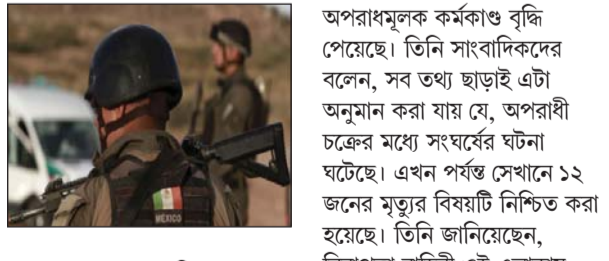 MEXICO
অপরাধমূলক কর্মকাণ্ড বৃদ্ধি
পেয়েছে। তিনি সাংবাদিকদের
বলেন, সব তথ্য ছাড়াই এটা
অনুমান করা যায় যে, অপরাধী
চক্রের মধ্যে সংঘর্ষের ঘটনা
ঘটেছে। এখন পর্যন্ত সেখানে ১২
জনের মৃত্যুর বিষয়টি নিশ্চিত করা
হয়েছে। তিনি জানিয়েছেন,